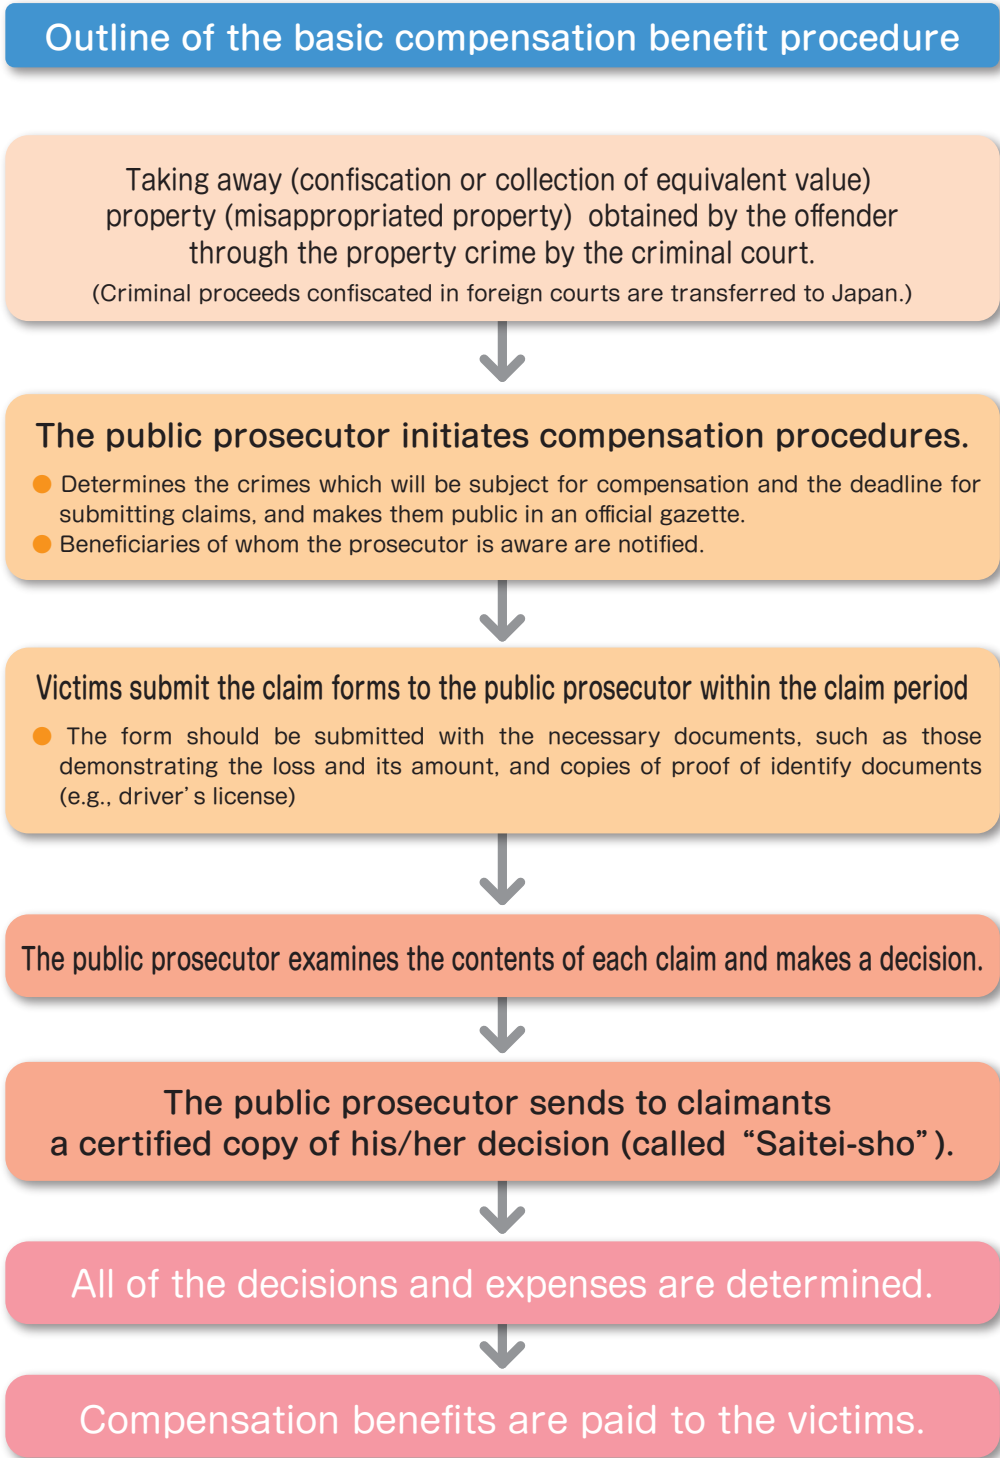 Outline of the basic compensation benefit procedure
Taking away (confiscation or collection of equivalent value)
property (misappropriated property) obtained by the offender
through the property crime by the criminal court.
(Criminal proceeds confiscated in foreign courts are transferred to Japan.)
The public prosecutor initiates compensation procedures.
● Determines the crimes which will be subject for compensation and the deadline for
submitting claims, and makes them public in an official gazette.
● Beneficiaries of whom the prosecutor is aware are notified.
Victims submit the claim forms to the public prosecutor within the claim period
● The form should be submitted with the necessary documents, such as those
demonstrating the loss and its amount, and copies of proof of identify documents
(e.g., driver’s license)
The public prosecutor examines the contents of each claim and makes a decision.
The public prosecutor sends to claimants
a certified copy of his/her decision (called “Saitei-sho”).
All of the decisions and expenses are determined.
Compensation benefits are paid to the victims.